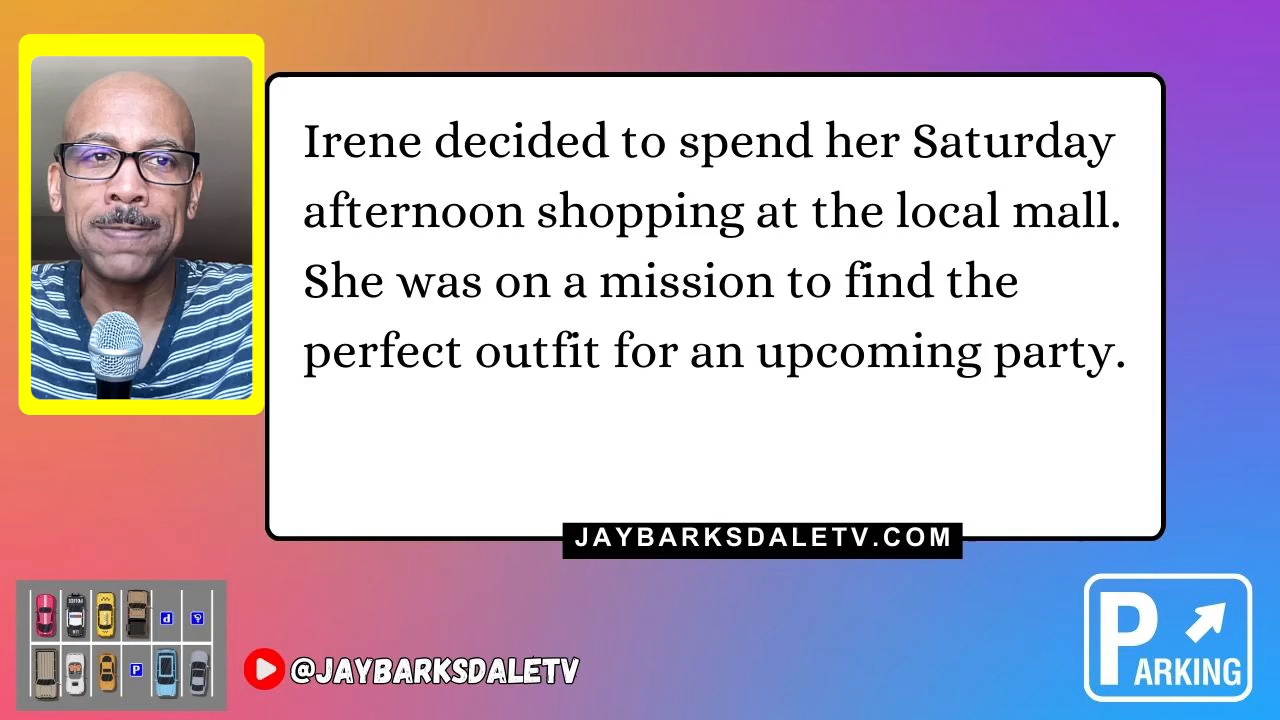 Irene decided to spend her Saturday
afternoon shopping at the local mall.
She was on a mission to find the
perfect outfit for an upcoming party.
JAYBARKSDALETV.COM
@JAYBARKSDALETV
PARKING
P